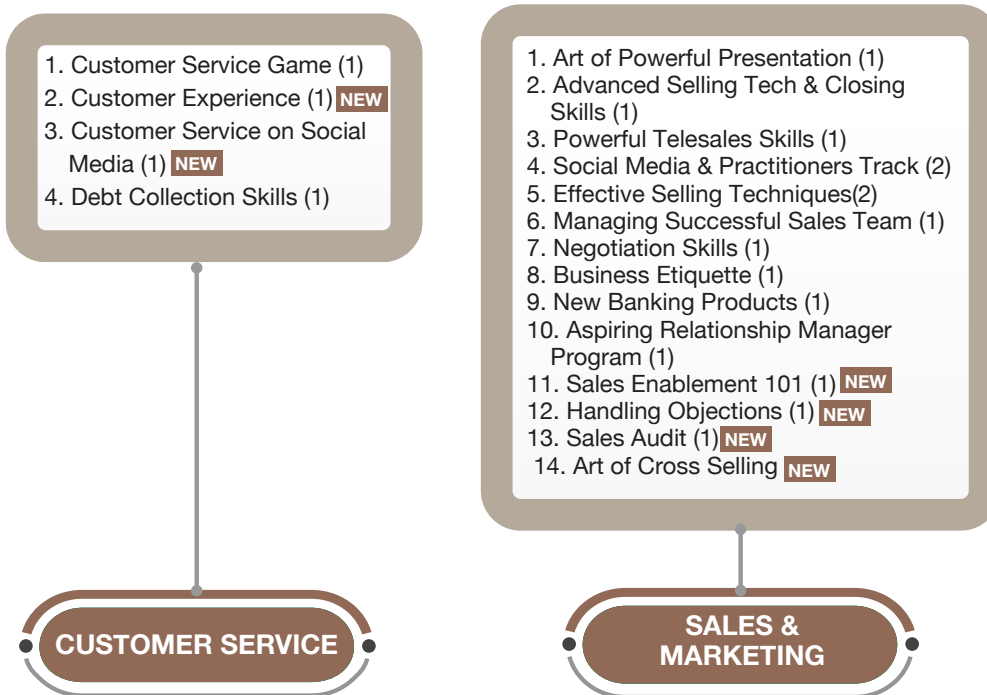 1. Customer Service Game (1)
2. Customer Experience (1) NEW
3. Customer Service on Social
Media (1) NEW
4. Debt Collection Skills (1)
CUSTOMER SERVICE
1. Art of Powerful Presentation (1)
2. Advanced Selling Tech & Closing
Skills (1)
3. Powerful Telesales Skills (1)
4. Social Media & Practitioners Track (2)
5. Effective Selling Techniques(2)
6. Managing Successful Sales Team (1)
7. Negotiation Skills (1)
8. Business Etiquette (1)
9. New Banking Products (1)
10. Aspiring Relationship Manager
Program (1)
11. Sales Enablement 101 (1) NEW
12. Handling Objections (1) NEW
13. Sales Audit (1) NEW
14. Art of Cross Selling NEW
SALES &
MARKETING